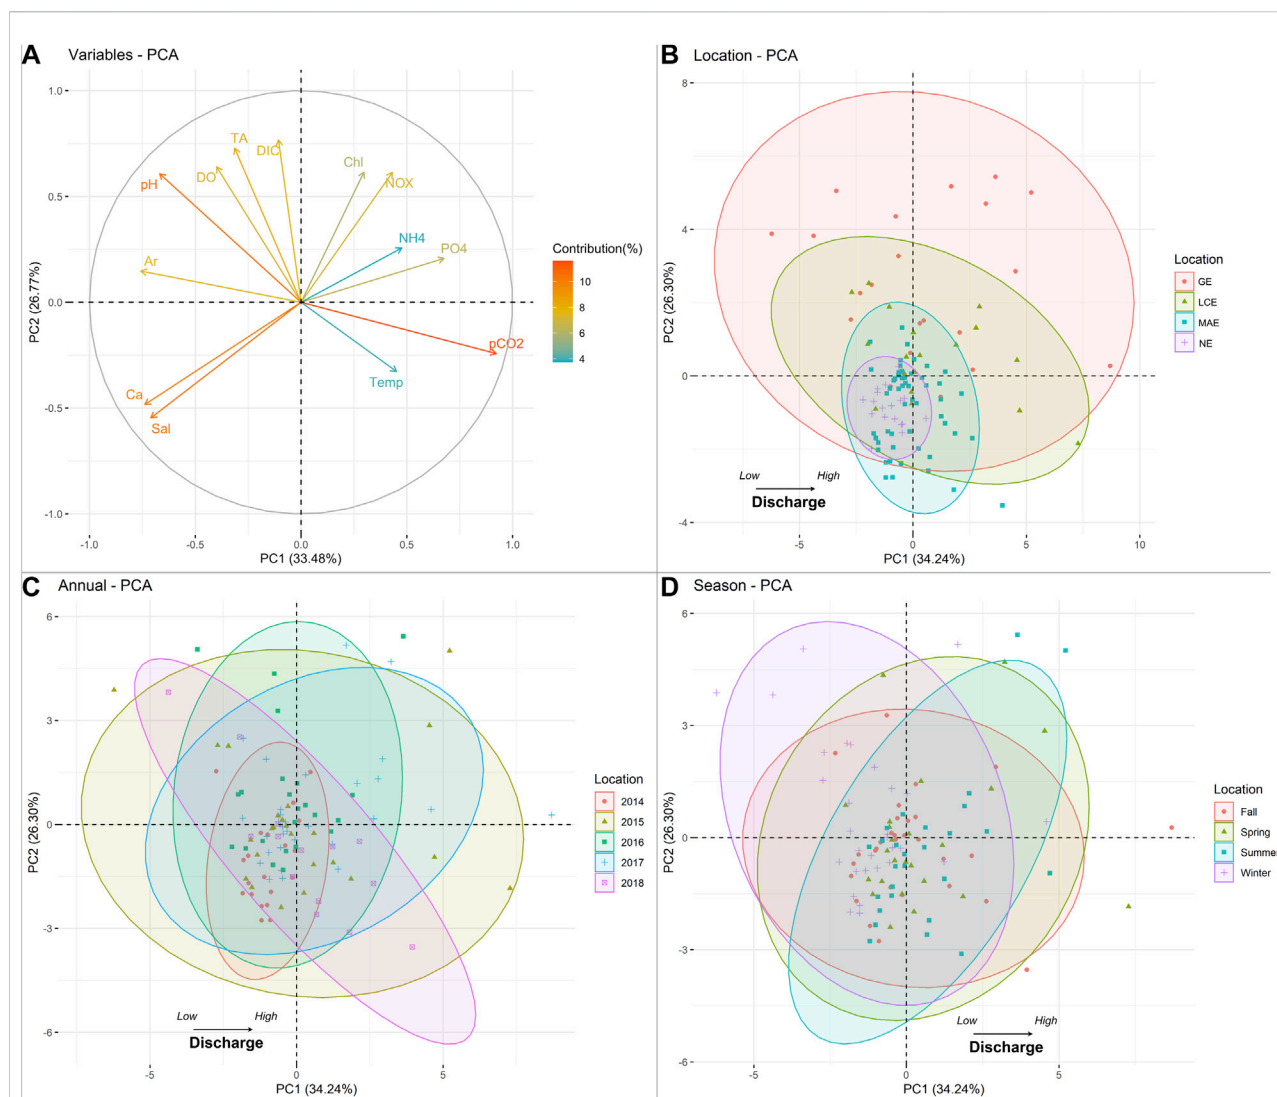 A Variables - PCA
PC2 (26.77%)
1.0
0.5
0.0
-0.5
-1.0
TA
DIC
DO
pH
Chl
NOX
NH4
PO4
Ar
pCO2
Temp
Ca
Sal
-1.0 -0.5 0.0 0.5 1.0
PC1 (33.48%)
Contribution(%)
10
8
6
4
B Location - PCA
PC2 (26.30%)
8
4
0
-4
Low High
Discharge
-5 0 5 10
PC1 (34.24%)
Location
GE
LCE
MAE
NE
C Annual - PCA
PC2 (26.30%)
6
3
0
-3
-6
Low High
Discharge
-5 0 5
PC1 (34.24%)
Location
2014
2015
2016
2017
2018
D Season - PCA
PC2 (26.30%)
6
3
0
-3
-6
Low High
Discharge
-5 0 5
PC1 (34.24%)
Location
Fall
Spring
Summer
Winter